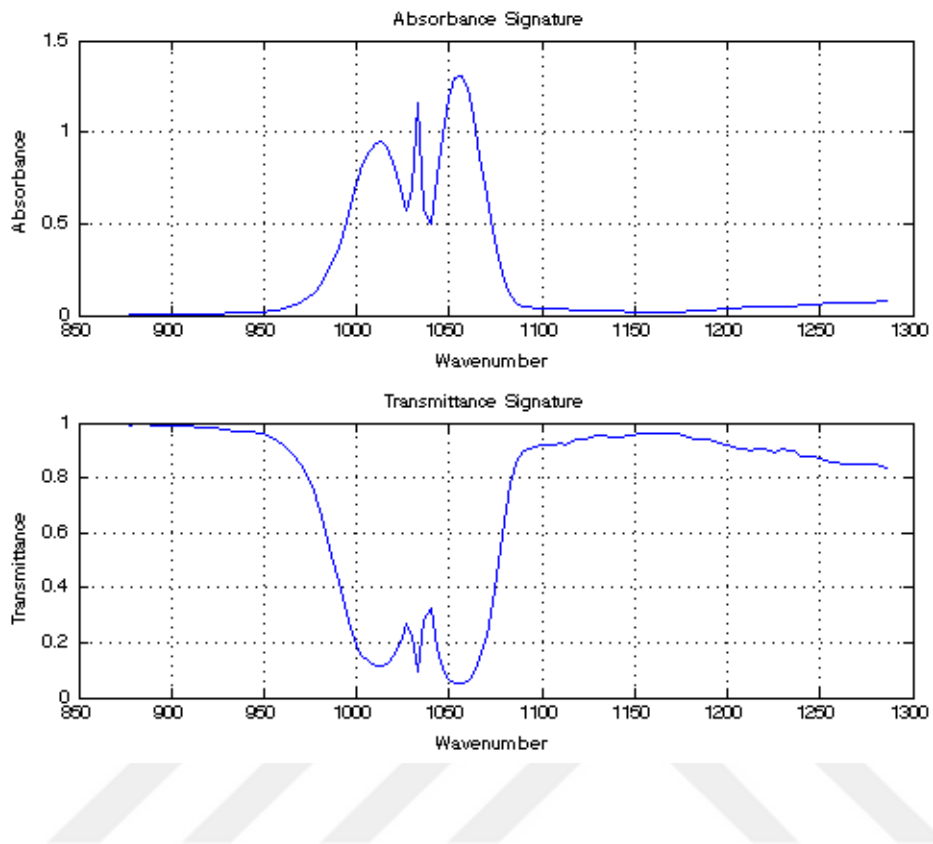 Absorbance Signature
1.5
1
0.5
0
Absorbance
850 900 950 1000 1050 1100 1150 1200 1250 1300
Wavenumber
Transmittance Signature
1
0.8
0.6
0.4
0.2
0
Transmittance
850 900 950 1000 1050 1100 1150 1200 1250 1300
Wavenumber